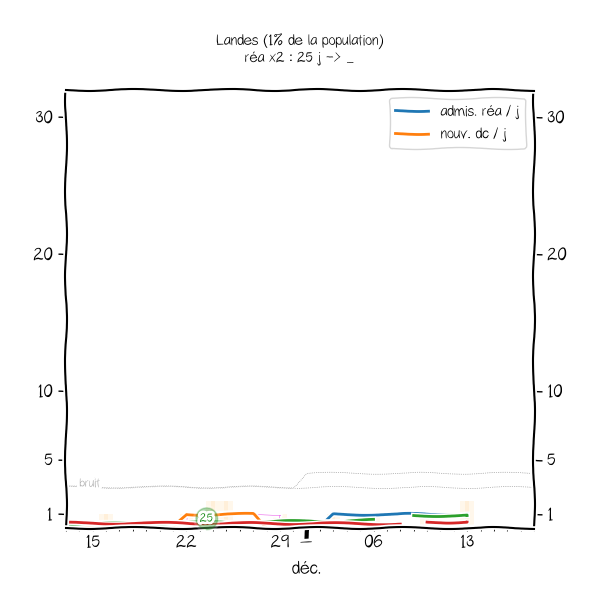 Landes (1% de la population)
réa x2 : 25 j -> _
admis. réa / j
nouv. dc / j
30
30
20
20
10
10
5
5
bruit
1
25
1
15
22
29
06
13
déc.